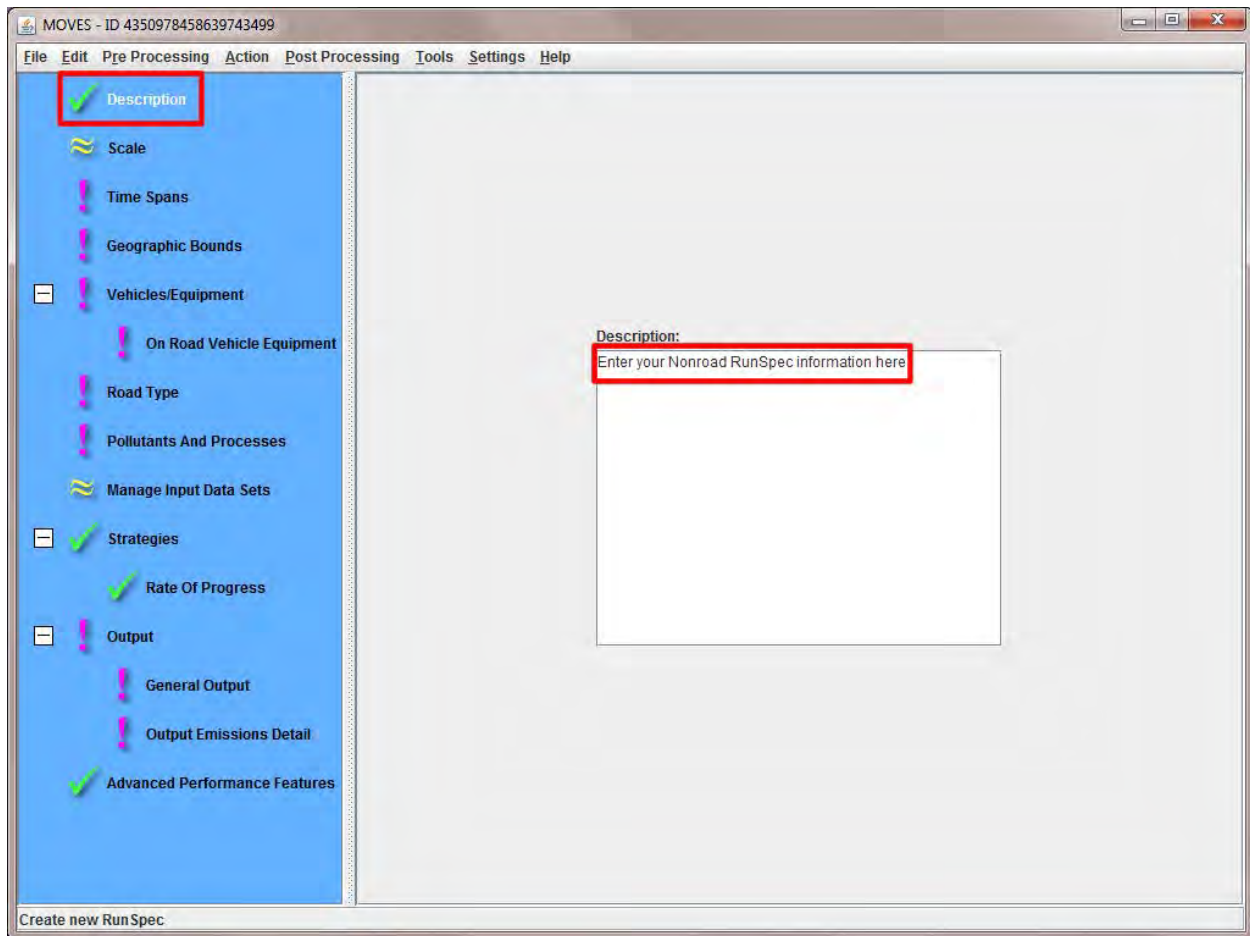 MOVES - ID 4350978458639743499
File Edit Pre Processing Action Post Processing Tools Settings Help
Description
Scale
Time Spans
Geographic Bounds
Vehicles/Equipment
On Road Vehicle Equipment
Road Type
Pollutants And Processes
Manage Input Data Sets
Strategies
Rate Of Progress
Output
General Output
Output Emissions Detail
Advanced Performance Features
Description:
Enter your Nonroad RunSpec information here
Create new RunSpec